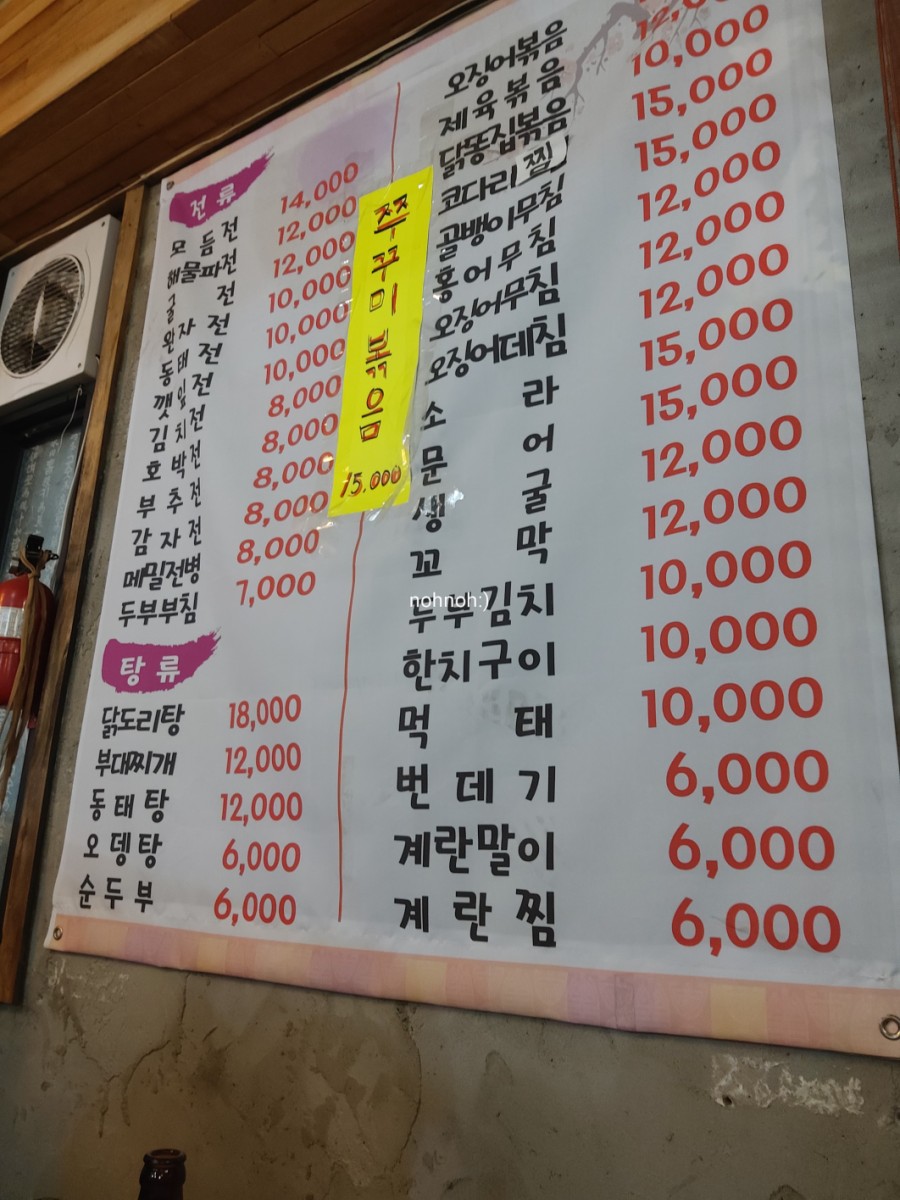 전류
모듬전 14,000
해물파전 12,000
굴전 12,000
완자전 10,000
동태전 10,000
깻잎전 10,000
김치전 8,000
호박전 8,000
부추전 8,000
감자전 8,000
메밀전병 8,000
두부부침 7,000
탕류
닭도리탕 18,000
부대찌개 12,000
동태탕 12,000
오뎅탕 6,000
순두부 6,000
쭈꾸미볶음
15,000
오징어볶음
제육볶음
닭똥집볶음 10,000
코다리찜 15,000
골뱅이무침 15,000
홍어무침 12,000
오징어무침 12,000
오징어데침 12,000
소라 15,000
문어 15,000
생굴 12,000
꼬막 12,000
두부김치 10,000
한치구이 10,000
먹태 10,000
번데기 6,000
계란말이 6,000
계란찜 6,000
nohnoh:)